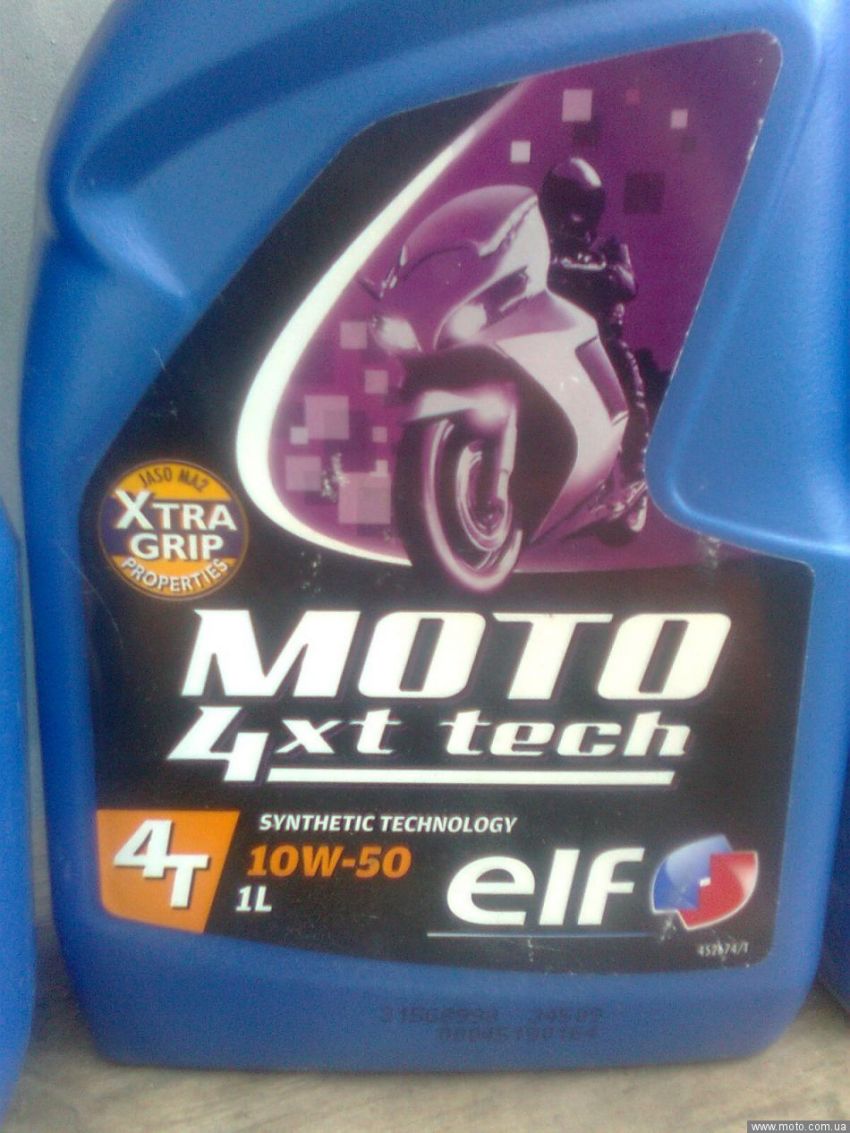 JASO MA2
XTRA
GRIP
PROPERTIES
MOTO
4xt tech
4T
SYNTHETIC TECHNOLOGY
10W-50
1L
elf
www.moto.com.ua